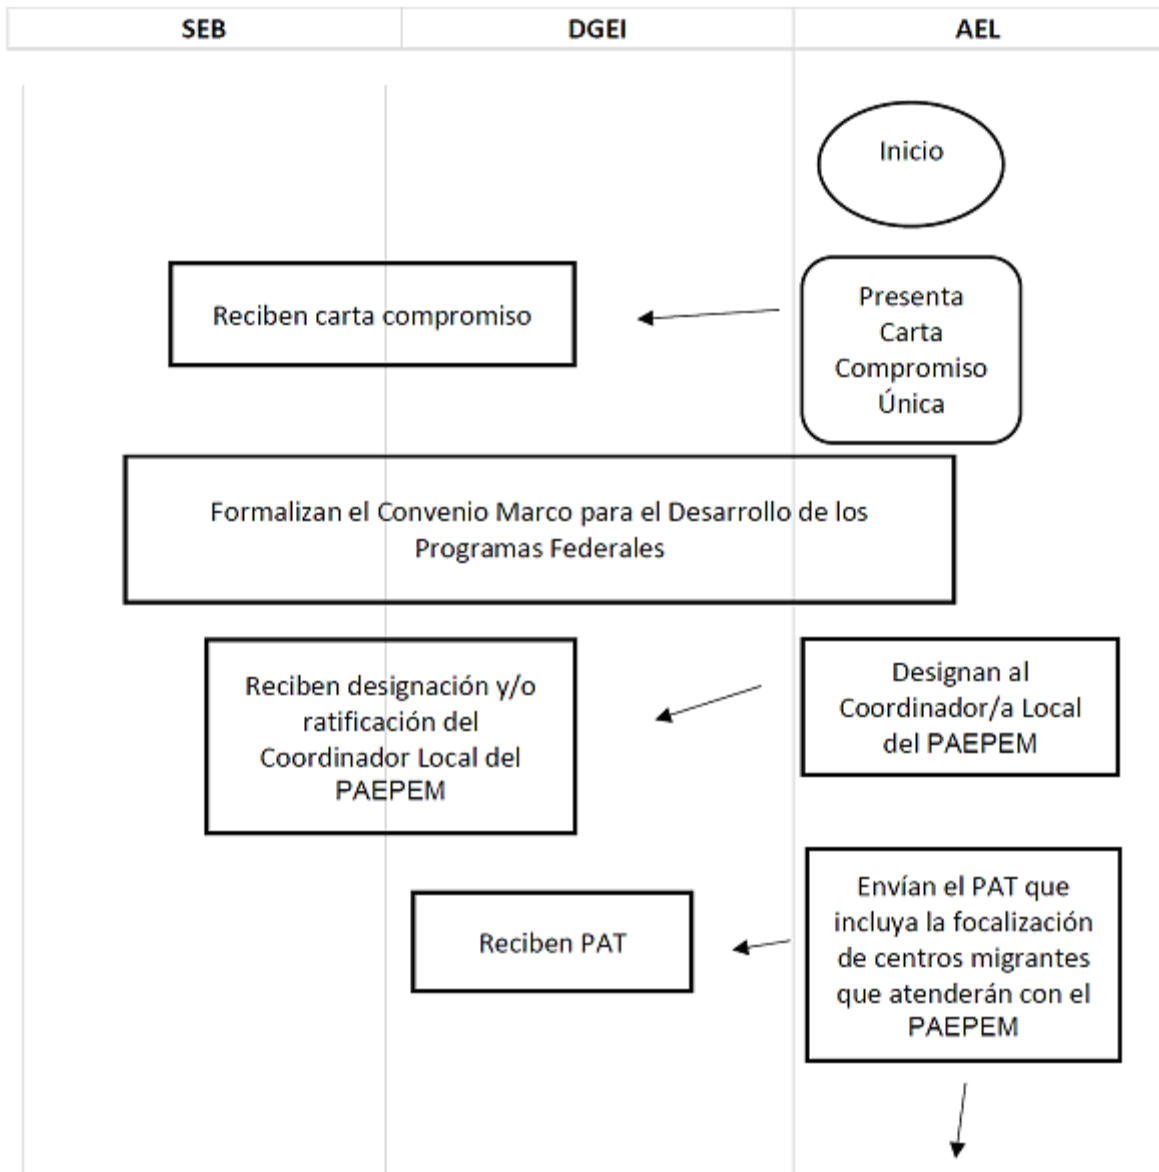 SEB DGEI AEL
Inicio
Reciben carta compromiso
Presenta
Carta
Compromiso
Única
Formalizan el Convenio Marco para el Desarrollo de los
Programas Federales
Reciben designación y/o
ratificación del
Coordinador Local del
PAEPEM
Designan al
Coordinador/a Local
del PAEPEM
Reciben PAT
Envían el PAT que
incluya la focalización
de centros migrantes
que atenderán con el
PAEPEM